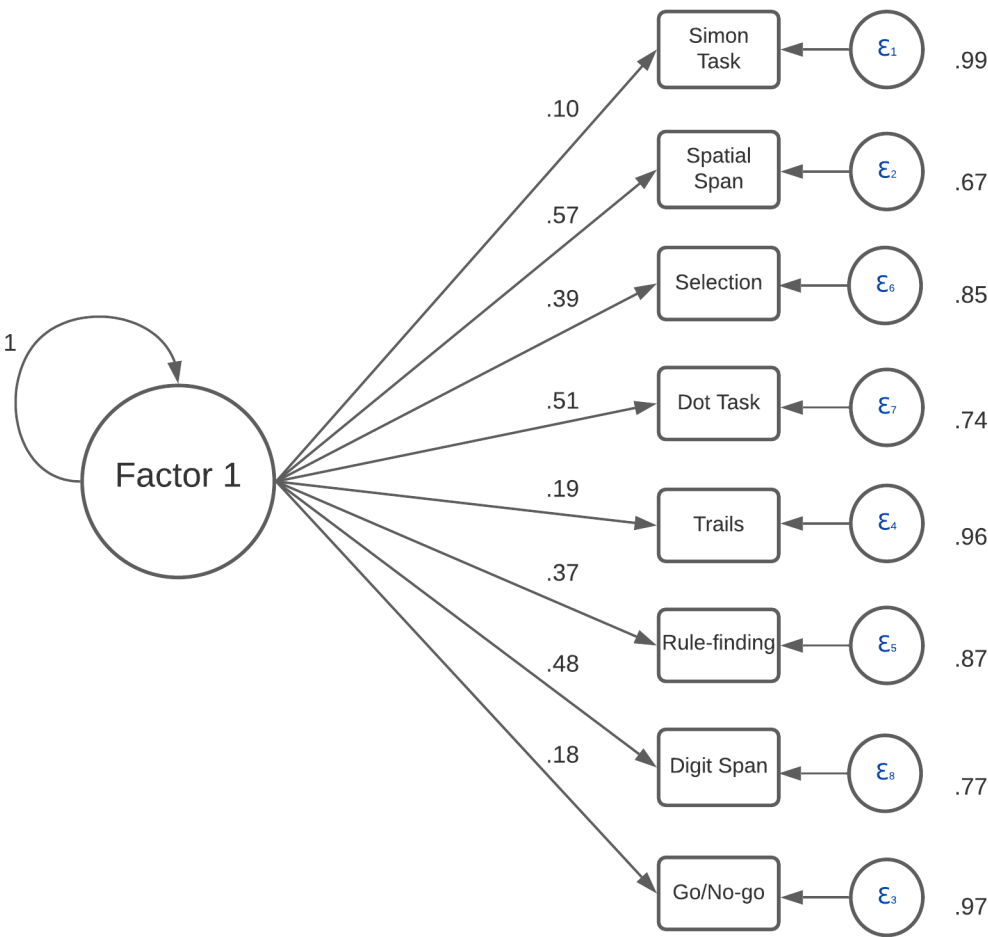 Simon
Task
ε1
.99
.10
Spatial
Span
ε2
.67
.57
Selection
ε6
.85
.39
1
Dot Task
ε7
.74
.51
Factor 1
.19
Trails
ε4
.96
.37
Rule-finding
ε5
.87
.48
Digit Span
ε8
.77
.18
Go/No-go
ε3
.97